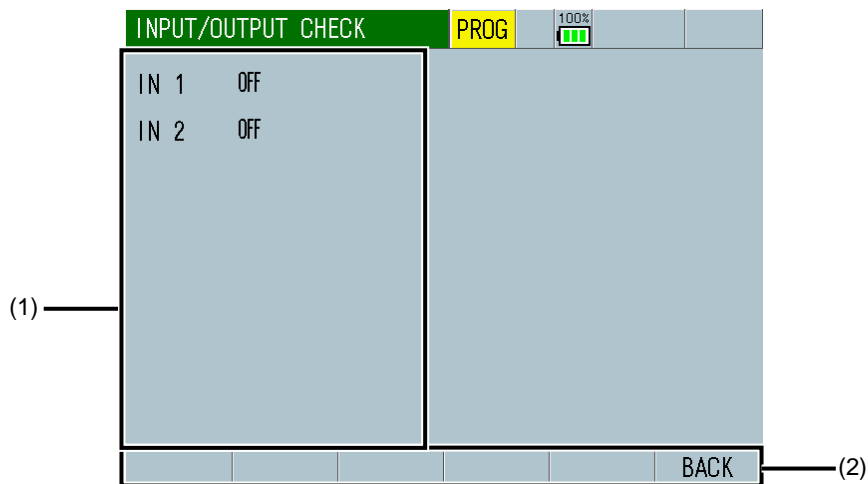 INPUT/OUTPUT CHECK PROG 100%
IN 1 OFF
IN 2 OFF
(1)
BACK
(2)